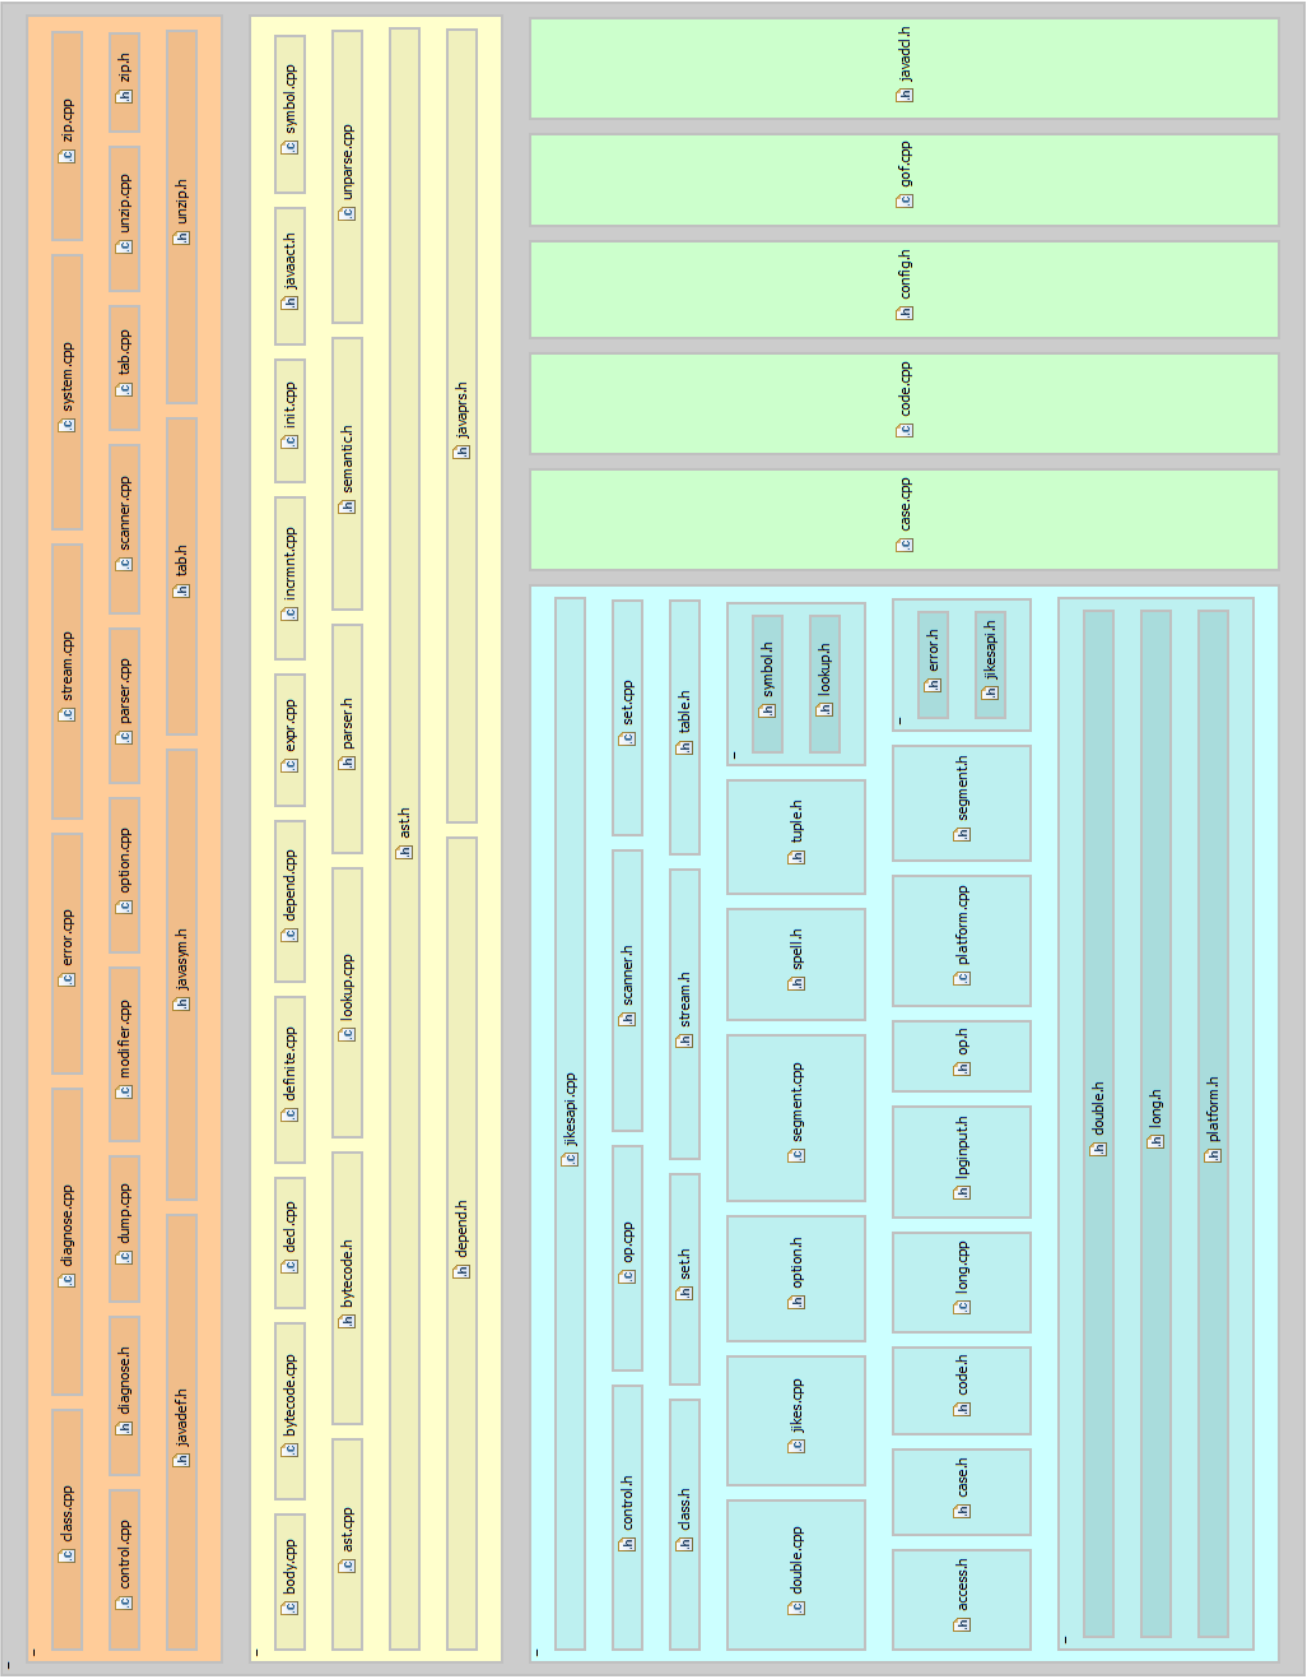 .c class.cpp .c diagnose.cpp .c error.cpp .c stream.cpp .c system.cpp .c zip.cpp
.c control.cpp .h diagnose.h .c dump.cpp .c modifier.cpp .c option.cpp .c parser.cpp .c scanner.cpp .c tab.cpp .c unzip.cpp .h zip.h
.h javadef.h .h javasym.h .h tab.h .h unzip.h
.c body.cpp .c bytecode.cpp .c decl.cpp .c definite.cpp .c depend.cpp .c expr.cpp .c incrmnt.cpp .c init.cpp .h javaact.h .c symbol.cpp
.c ast.cpp .h bytecode.h .c lookup.cpp .h parser.h .h semantic.h .c unparse.cpp
.h ast.h
.h depend.h .h javaprs.h
.c jikesapi.cpp
.h control.h .c op.cpp .h scanner.h .c set.cpp
.h class.h .h set.h .h stream.h .h table.h
.c double.cpp .c jikes.cpp .h option.h .c segment.cpp .h spell.h .h tuple.h
.h symbol.h
.h lookup.h
.h access.h .h case.h .h code.h .c long.cpp .h lpginput.h .h op.h .c platform.cpp .h segment.h
.h error.h
.h jikesapi.h
.h double.h
.h long.h
.h platform.h
.c case.cpp .c code.cpp .h config.h .c gof.cpp .h javadcl.h